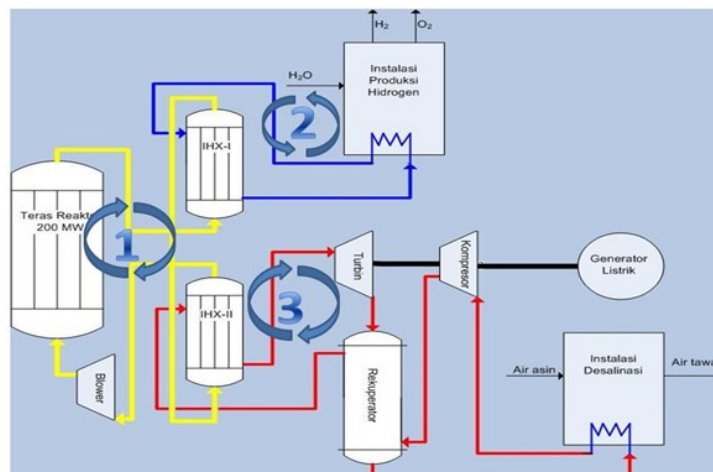 H₂
O₂
H₂O
Instalasi
Produksi
Hidrogen
2
IHX-I
Teras Reakto
200 MW
1
Turbin
Kompresor
Generator
Listrik
3
IHX-II
Blower
Rekuperator
Air asin
Instalasi
Desalinasi
Air tawa